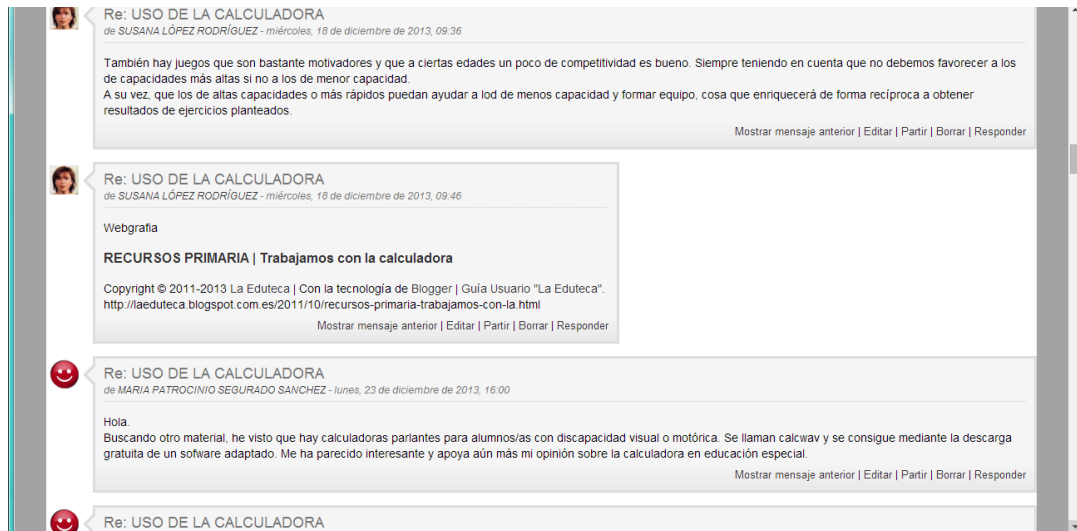 Re: USO DE LA CALCULADORA
de SUSANA LÓPEZ RODRÍGUEZ - miércoles, 18 de diciembre de 2013, 09:36
También hay juegos que son bastante motivadores y que a ciertas edades un poco de competitividad es bueno. Siempre teniendo en cuenta que no debemos favorecer a los
de capacidades más altas si no a los de menor capacidad.
A su vez, que los de altas capacidades o más rápidos puedan ayudar a lod de menos capacidad y formar equipo, cosa que enriquecerá de forma recíproca a obtener
resultados de ejercicios planteados.
Mostrar mensaje anterior | Editar | Partir | Borrar | Responder
Re: USO DE LA CALCULADORA
de SUSANA LÓPEZ RODRÍGUEZ - miércoles, 18 de diciembre de 2013, 09:46
Webgrafia
RECURSOS PRIMARIA | Trabajamos con la calculadora
Copyright © 2011-2013 La Eduteca | Con la tecnología de Blogger | Guía Usuario "La Eduteca".
http://laeduteca.blogspot.com.es/2011/10/recursos-primaria-trabajamos-con-la.html
Mostrar mensaje anterior | Editar | Partir | Borrar | Responder
Re: USO DE LA CALCULADORA
de MARIA PATROCINIO SEGURADO SANCHEZ - lunes, 23 de diciembre de 2013, 16:00
Hola.
Buscando otro material, he visto que hay calculadoras parlantes para alumnos/as con discapacidad visual o motórica. Se llaman calcwav y se consigue mediante la descarga
gratuita de un sofware adaptado. Me ha parecido interesante y apoya aún más mi opinión sobre la calculadora en educación especial.
Mostrar mensaje anterior | Editar | Partir | Borrar | Responder
Re: USO DE LA CALCULADORA